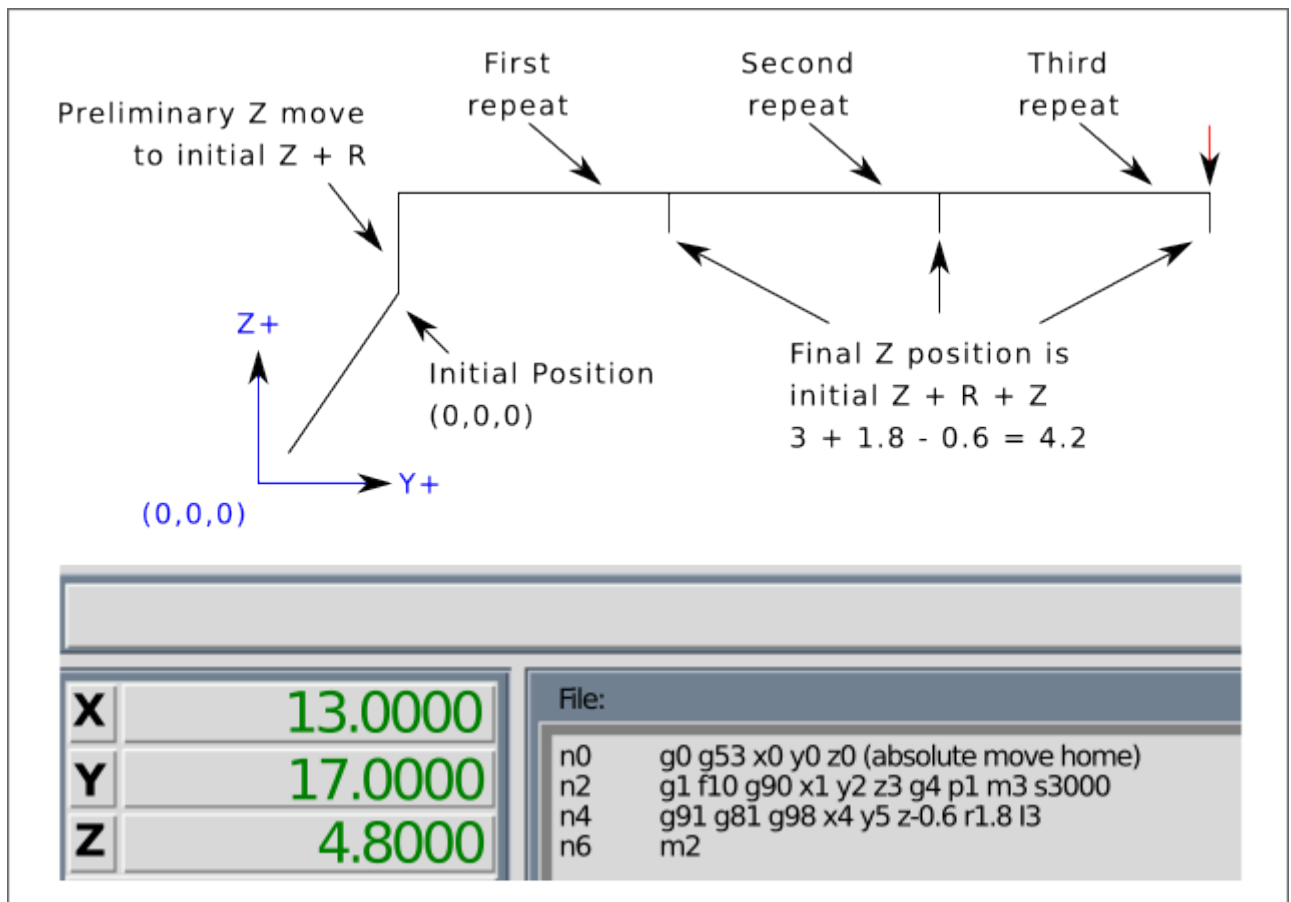 First
repeat
Second
repeat
Third
repeat
Preliminary Z move
to initial Z + R
Z+
Initial Position
(0,0,0)
Final Z position is
initial Z + R + Z
3 + 1.8 - 0.6 = 4.2
Y+
(0,0,0)
X 13.0000
Y 17.0000
Z 4.8000
File:
n0 g0 g53 x0 y0 z0 (absolute move home)
n2 g1 f10 g90 x1 y2 z3 g4 p1 m3 s3000
n4 g91 g81 g98 x4 y5 z-0.6 r1.8 l3
n6 m2